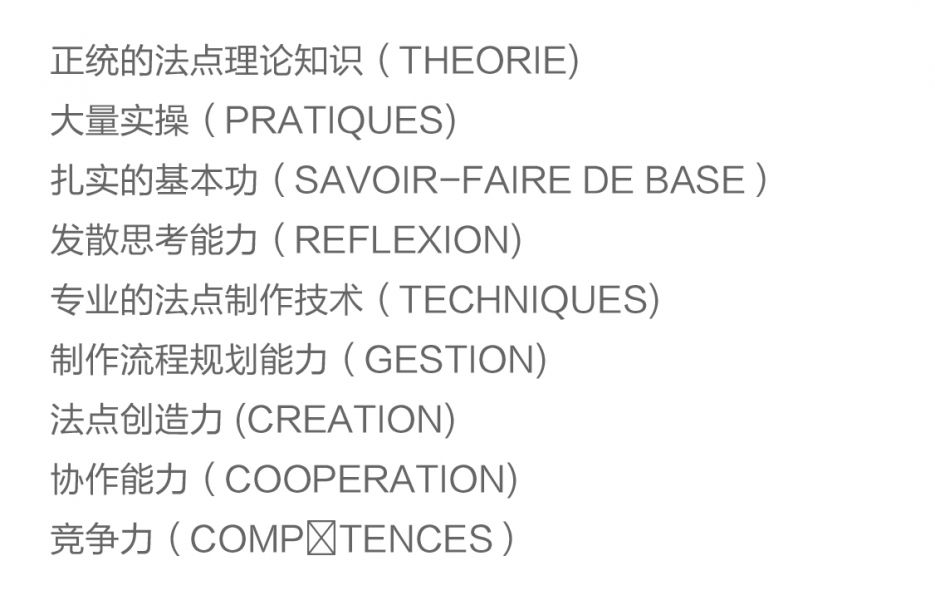 正统的法点理论知识（THEORIE)
大量实操（PRATIQUES)
扎实的基本功（SAVOIR-FAIRE DE BASE ）
发散思考能力（REFLEXION)
专业的法点制作技术（TECHNIQUES)
制作流程规划能力（GESTION)
法点创造力 (CREATION)
协作能力（COOPERATION)
竞争力（COMP☒TENCES ）